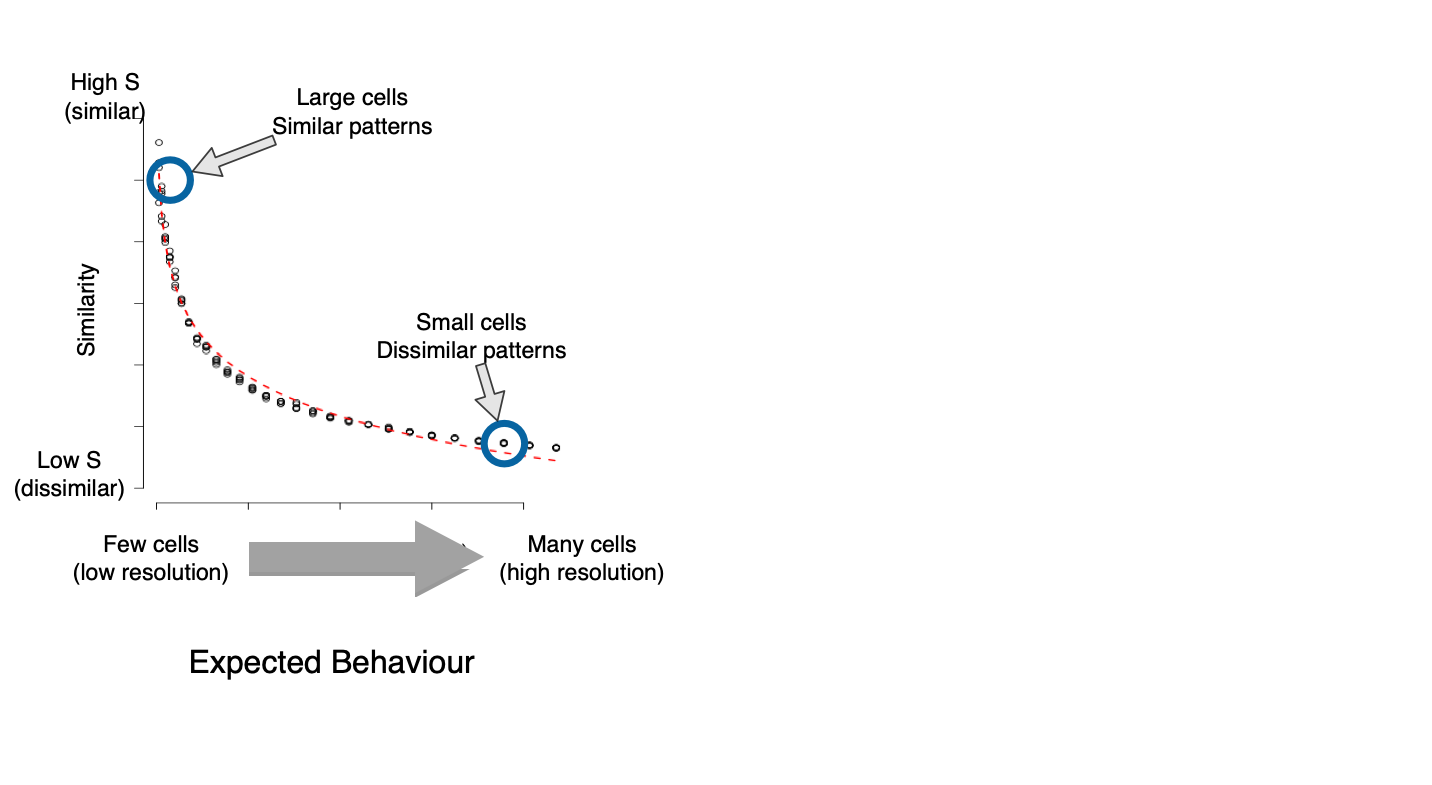 High S
(similar)
Large cells
Similar patterns
Similarity
Small cells
Dissimilar patterns
Low S
(dissimilar)
Few cells
(low resolution)
Many cells
(high resolution)
Expected Behaviour